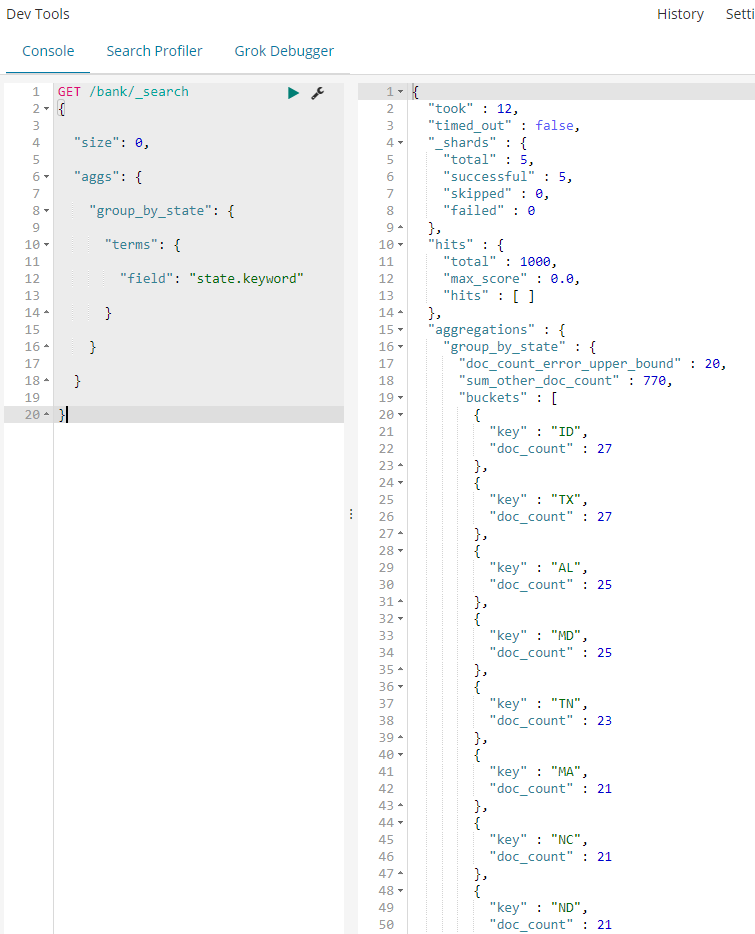 Dev Tools
History Setti
Console Search Profiler Grok Debugger
1 GET /bank/_search
2 {
3
4 "size": 0,
5
6 "aggs": {
7
8 "group_by_state": {
9
10 "terms": {
11
12 "field": "state.keyword"
13
14 }
15
16 }
17
18 }
19
20 }
1 {
2 "took" : 12,
3 "timed_out" : false,
4 "_shards" : {
5 "total" : 5,
6 "successful" : 5,
7 "skipped" : 0,
8 "failed" : 0
9 },
10 "hits" : {
11 "total" : 1000,
12 "max_score" : 0.0,
13 "hits" : [ ]
14 },
15 "aggregations" : {
16 "group_by_state" : {
17 "doc_count_error_upper_bound" : 20,
18 "sum_other_doc_count" : 770,
19 "buckets" : [
20 {
21 "key" : "ID",
22 "doc_count" : 27
23 },
24 {
25 "key" : "TX",
26 "doc_count" : 27
27 },
28 {
29 "key" : "AL",
30 "doc_count" : 25
31 },
32 {
33 "key" : "MD",
34 "doc_count" : 25
35 },
36 {
37 "key" : "TN",
38 "doc_count" : 23
39 },
40 {
41 "key" : "MA",
42 "doc_count" : 21
43 },
44 {
45 "key" : "NC",
46 "doc_count" : 21
47 },
48 {
49 "key" : "ND",
50 "doc_count" : 21